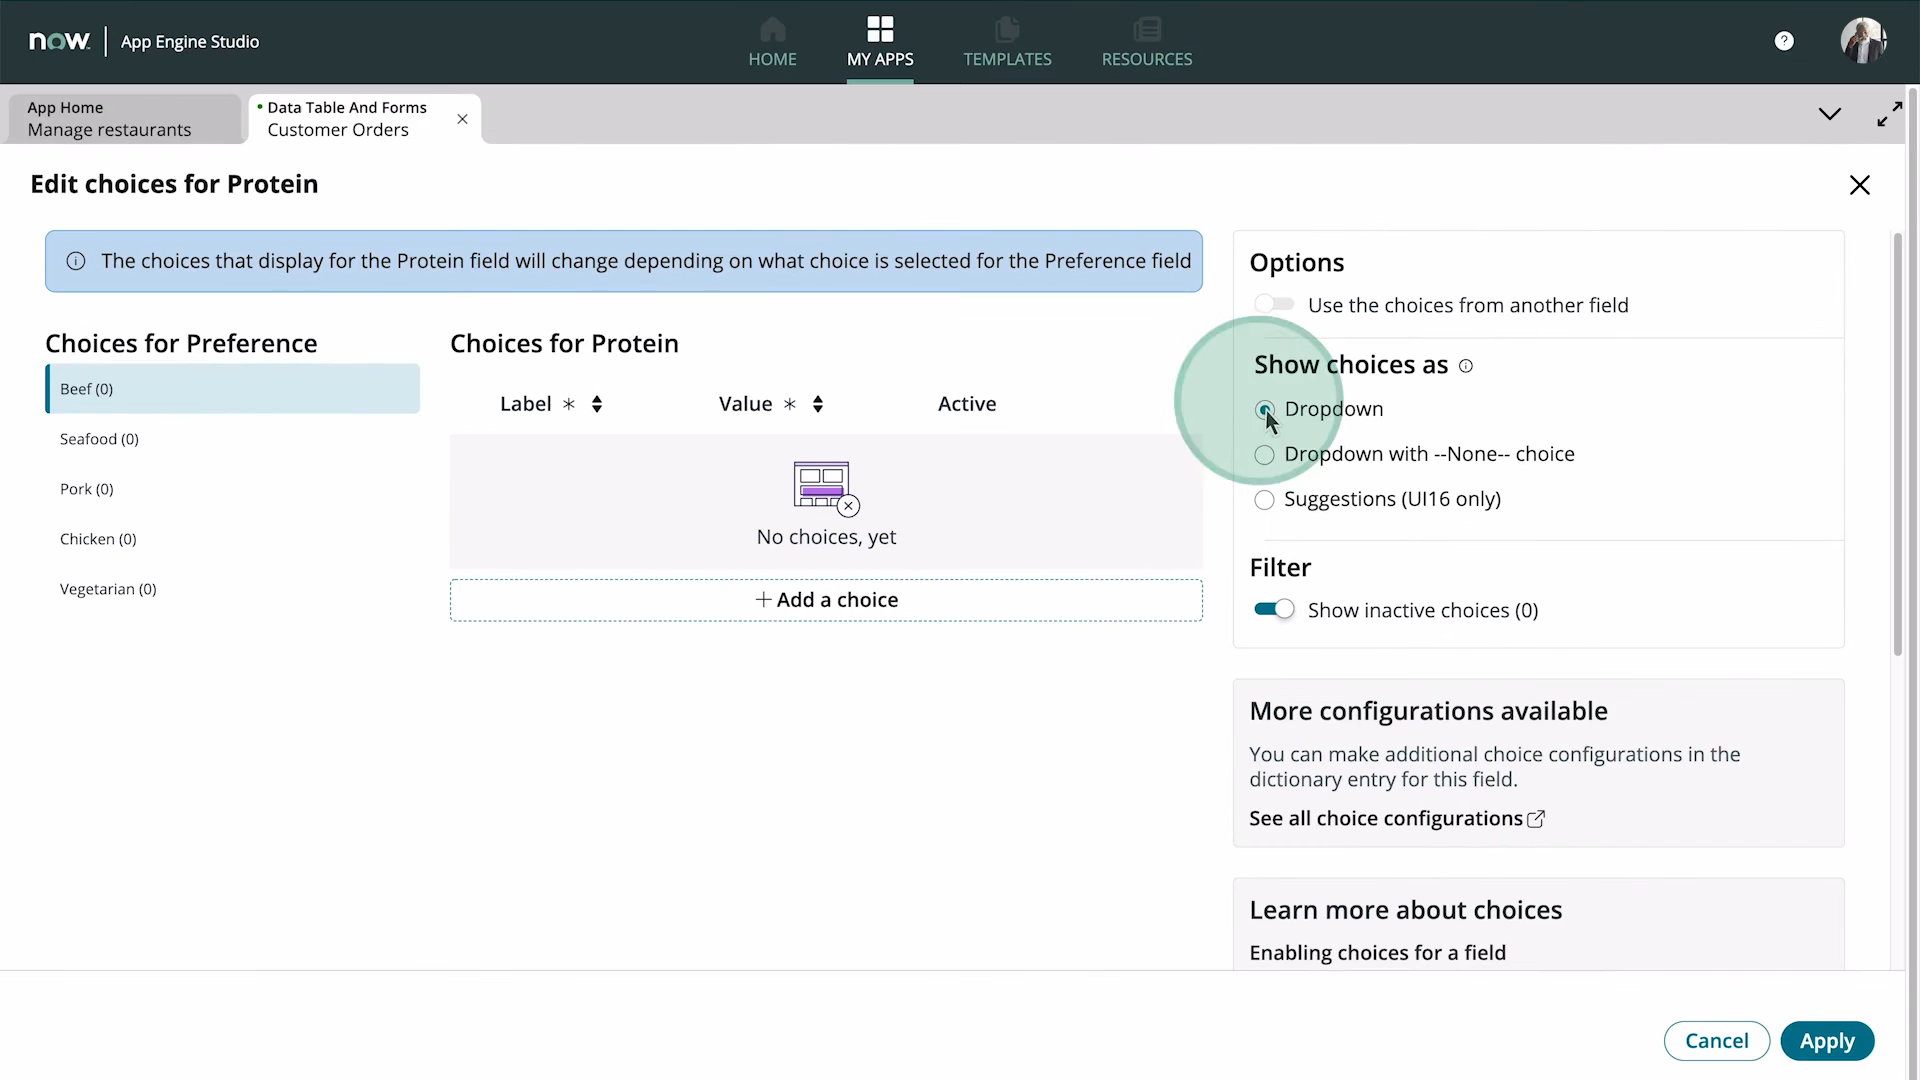 now
App Engine Studio
HOME
MY APPS
TEMPLATES
RESOURCES
?
App Home
Manage restaurants
Data Table And Forms
Customer Orders
Edit choices for Protein
The choices that display for the Protein field will change depending on what choice is selected for the Preference field
Choices for Preference
Beef (0)
Seafood (0)
Pork (0)
Chicken (0)
Vegetarian (0)
Choices for Protein
Label * Value * Active
No choices, yet
+ Add a choice
Options
Use the choices from another field
Show choices as
Dropdown
Dropdown with --None-- choice
Suggestions (UI16 only)
Filter
Show inactive choices (0)
More configurations available
You can make additional choice configurations in the
dictionary entry for this field.
See all choice configurations
Learn more about choices
Enabling choices for a field
Cancel
Apply